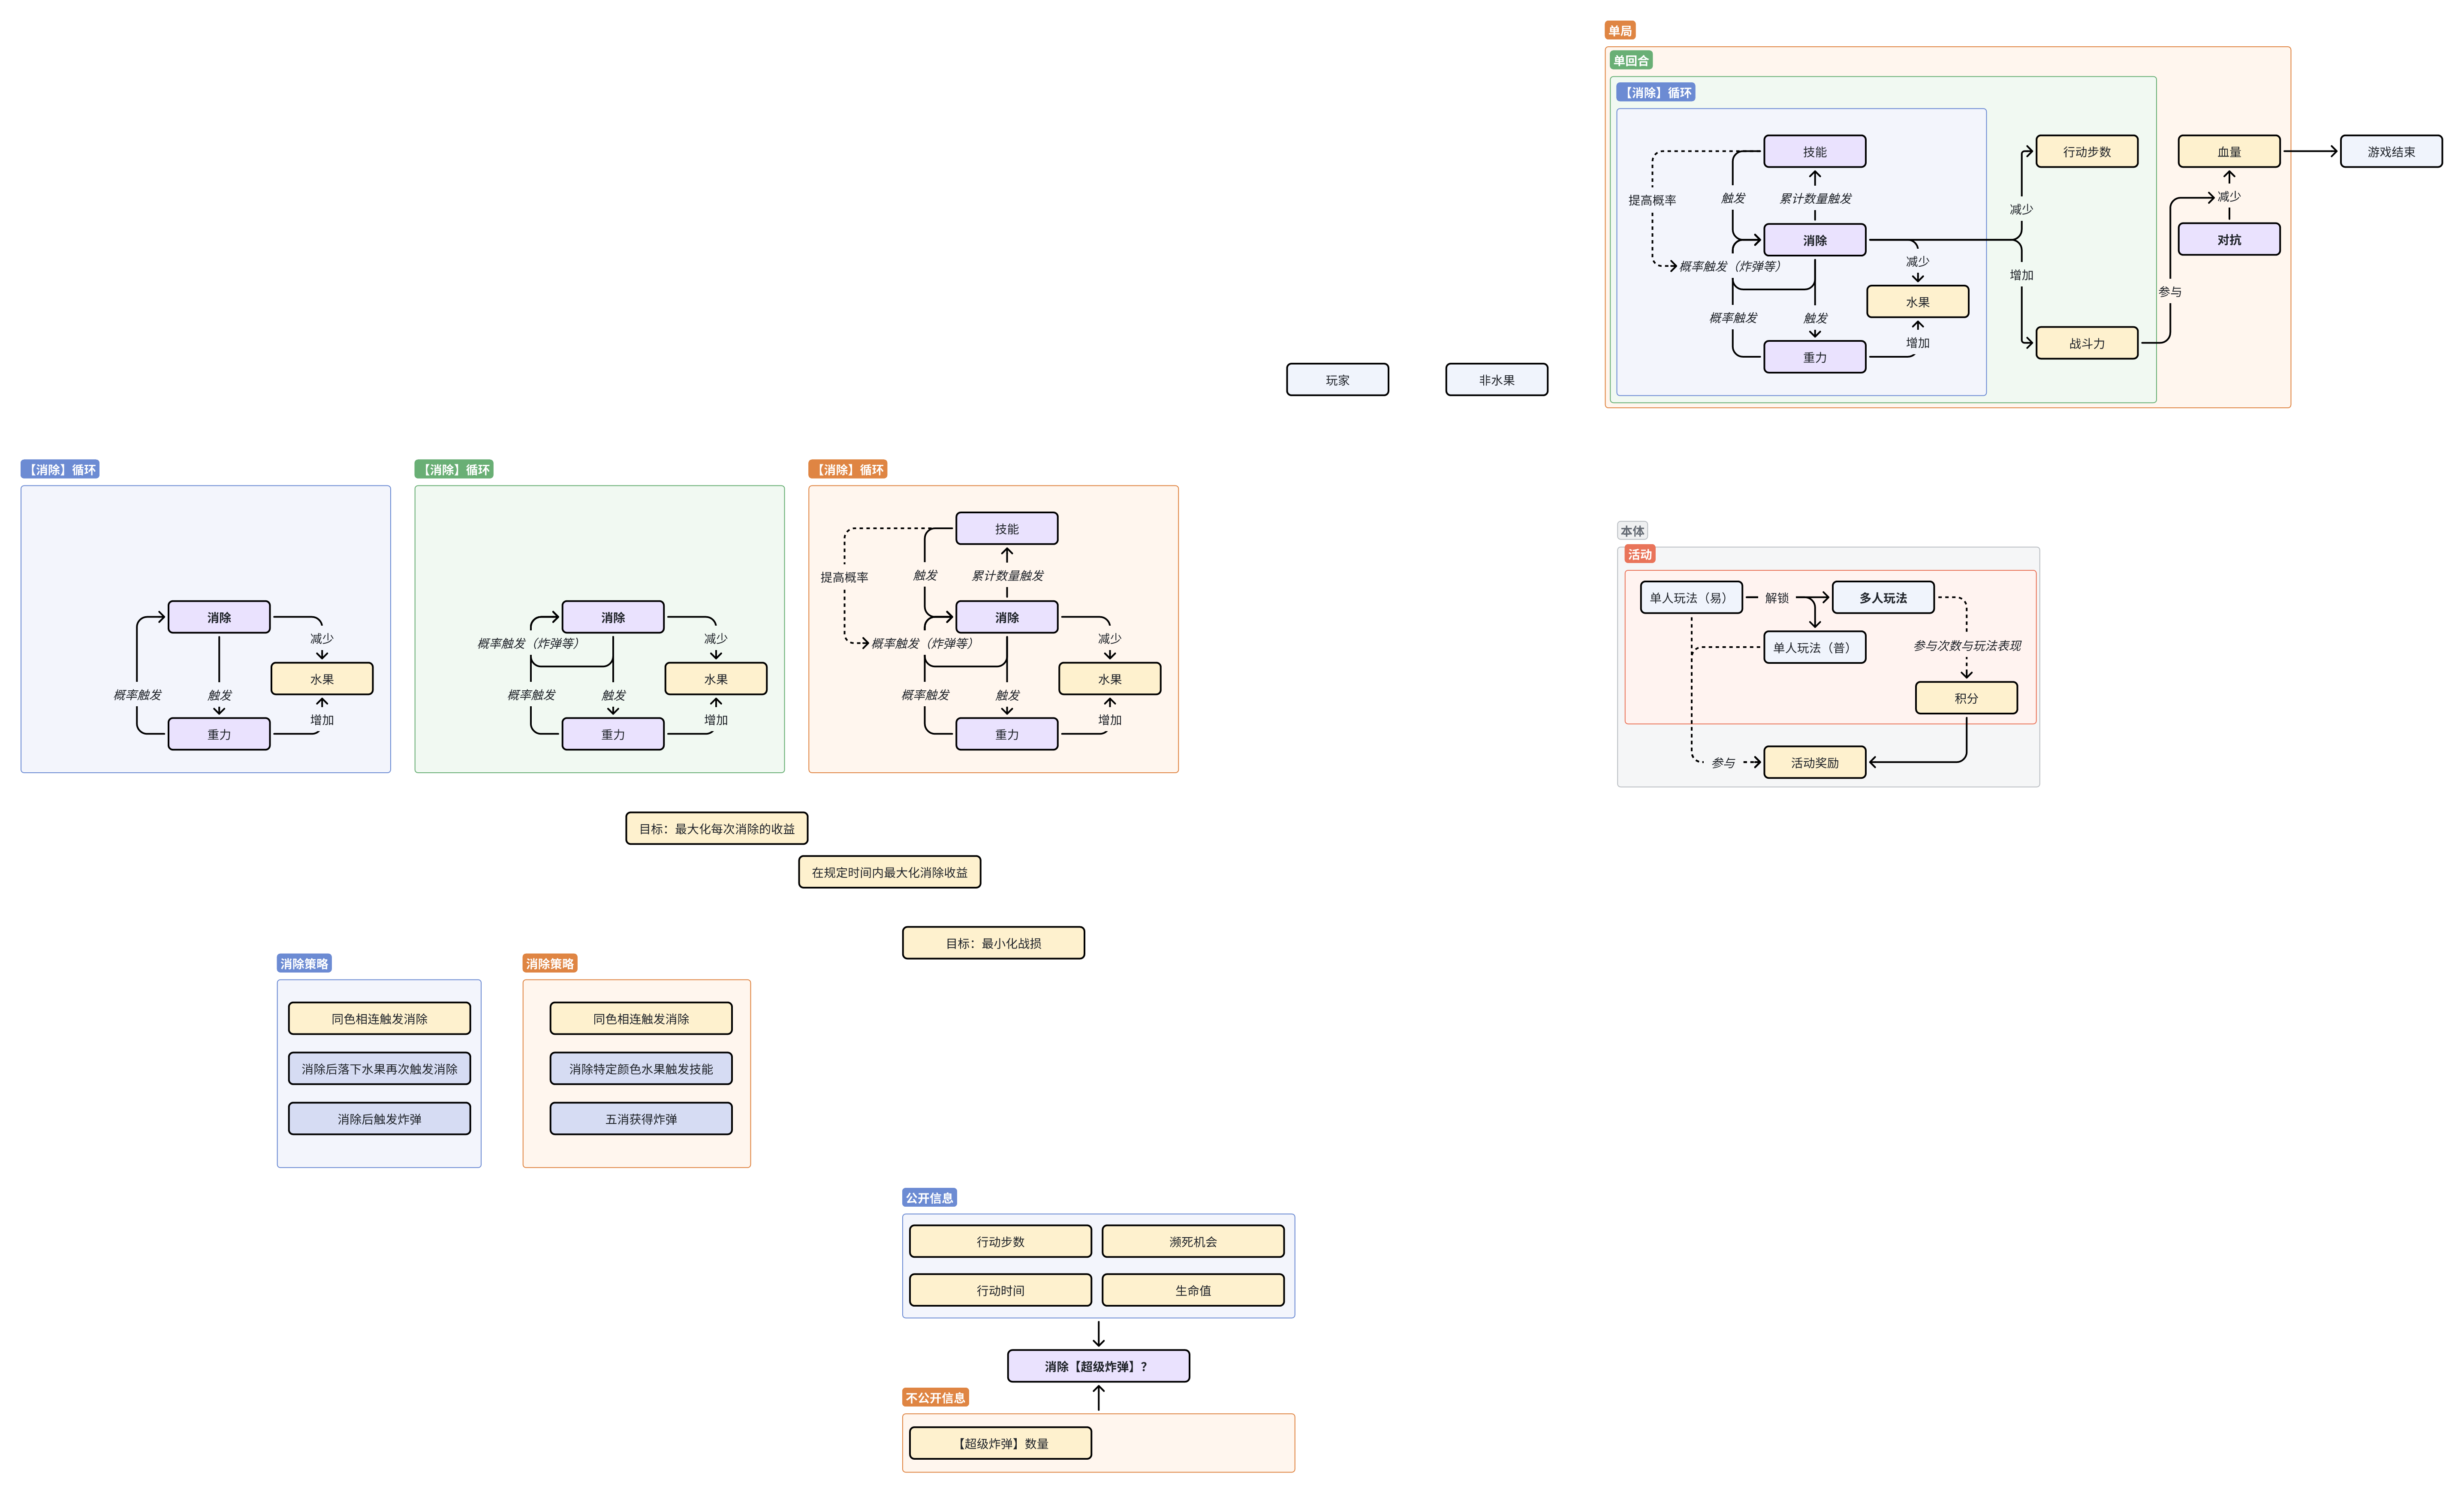 单局
单回合
【消除】循环
技能
行动步数
血量
游戏结束
提高概率
触发
累计数量触发
减少
减少
消除
对抗
概率触发（炸弹等）
减少
增加
参与
水果
概率触发
触发
增加
战斗力
重力
玩家
非水果
【消除】循环
消除
减少
水果
概率触发
触发
增加
重力
【消除】循环
消除
概率触发（炸弹等）
减少
水果
概率触发
触发
增加
重力
【消除】循环
技能
提高概率
触发
累计数量触发
消除
概率触发（炸弹等）
减少
水果
概率触发
触发
增加
重力
本体
活动
单人玩法（易）
解锁
多人玩法
单人玩法（普）
参与次数与玩法表现
积分
参与
活动奖励
目标：最大化每次消除的收益
在规定时间内最大化消除收益
目标：最小化战损
消除策略
同色相连触发消除
消除后落下水果再次触发消除
消除后触发炸弹
消除策略
同色相连触发消除
消除特定颜色水果触发技能
五消获得炸弹
公开信息
行动步数
濒死机会
行动时间
生命值
消除【超级炸弹】？
不公开信息
【超级炸弹】数量